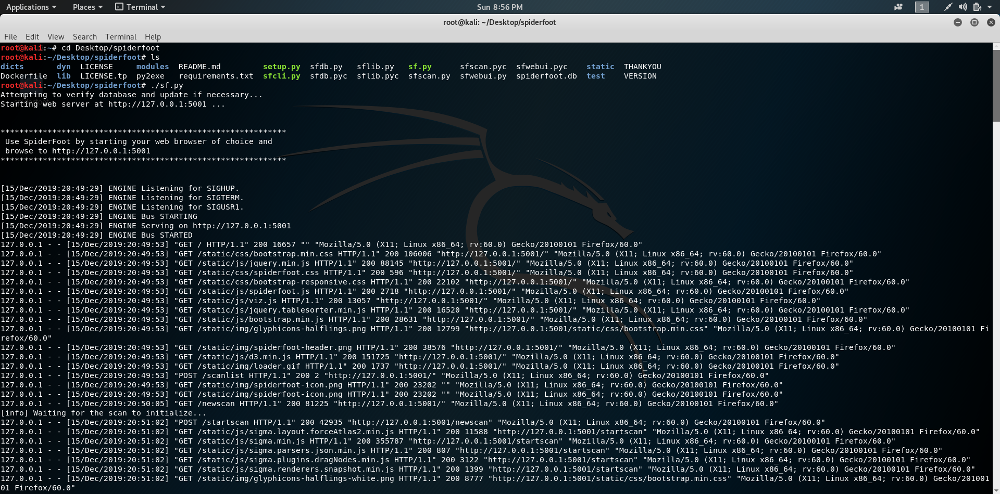 Applications Places Terminal Sun 8:56 PM 1
root@kali: ~/Desktop/spiderfoot
File Edit View Search Terminal Help
root@kali:~# cd Desktop/spiderfoot
root@kali:~/Desktop/spiderfoot# ls
dicts dyn LICENSE modules README.md setup.py sfdb.py sflib.py sf.py sfscan.pyc sfwebui.pyc static THANKYOU
Dockerfile lib LICENSE.tp py2exe requirements.txt sfcli.py sfdb.pyc sflib.pyc sfscan.py sfwebui.py spiderfoot.db test VERSION
root@kali:~/Desktop/spiderfoot# ./sf.py
Attempting to verify database and update if necessary...
Starting web server at http://127.0.0.1:5001 ...
*************************************************************
Use SpiderFoot by starting your web browser of choice and
browse to http://127.0.0.1:5001
*************************************************************
[15/Dec/2019:20:49:29] ENGINE Listening for SIGHUP.
[15/Dec/2019:20:49:29] ENGINE Listening for SIGTERM.
[15/Dec/2019:20:49:29] ENGINE Listening for SIGUSR1.
[15/Dec/2019:20:49:29] ENGINE Bus STARTING
[15/Dec/2019:20:49:29] ENGINE Serving on http://127.0.0.1:5001
[15/Dec/2019:20:49:29] ENGINE Bus STARTED
127.0.0.1 - - [15/Dec/2019:20:49:53] "GET / HTTP/1.1" 200 16657 "" "Mozilla/5.0 (X11; Linux x86_64; rv:60.0) Gecko/20100101 Firefox/60.0"
127.0.0.1 - - [15/Dec/2019:20:49:53] "GET /static/css/bootstrap.min.css HTTP/1.1" 200 106006 "http://127.0.0.1:5001/" "Mozilla/5.0 (X11; Linux x86_64; rv:60.0) Gecko/20100101 Firefox/60.0"
127.0.0.1 - - [15/Dec/2019:20:49:53] "GET /static/js/jquery.min.js HTTP/1.1" 200 88145 "http://127.0.0.1:5001/" "Mozilla/5.0 (X11; Linux x86_64; rv:60.0) Gecko/20100101 Firefox/60.0"
127.0.0.1 - - [15/Dec/2019:20:49:53] "GET /static/css/spiderfoot.css HTTP/1.1" 200 596 "http://127.0.0.1:5001/" "Mozilla/5.0 (X11; Linux x86_64; rv:60.0) Gecko/20100101 Firefox/60.0"
127.0.0.1 - - [15/Dec/2019:20:49:53] "GET /static/css/bootstrap-responsive.css HTTP/1.1" 200 22102 "http://127.0.0.1:5001/" "Mozilla/5.0 (X11; Linux x86_64; rv:60.0) Gecko/20100101 Firefox/60.0"
127.0.0.1 - - [15/Dec/2019:20:49:53] "GET /static/js/spiderfoot.js HTTP/1.1" 200 2718 "http://127.0.0.1:5001/" "Mozilla/5.0 (X11; Linux x86_64; rv:60.0) Gecko/20100101 Firefox/60.0"
127.0.0.1 - - [15/Dec/2019:20:49:53] "GET /static/js/viz.js HTTP/1.1" 200 13057 "http://127.0.0.1:5001/" "Mozilla/5.0 (X11; Linux x86_64; rv:60.0) Gecko/20100101 Firefox/60.0"
127.0.0.1 - - [15/Dec/2019:20:49:53] "GET /static/js/jquery.tablesorter.min.js HTTP/1.1" 200 16520 "http://127.0.0.1:5001/" "Mozilla/5.0 (X11; Linux x86_64; rv:60.0) Gecko/20100101 Firefox/60.0"
127.0.0.1 - - [15/Dec/2019:20:49:53] "GET /static/js/bootstrap.min.js HTTP/1.1" 200 28631 "http://127.0.0.1:5001/" "Mozilla/5.0 (X11; Linux x86_64; rv:60.0) Gecko/20100101 Firefox/60.0"
127.0.0.1 - - [15/Dec/2019:20:49:53] "GET /static/img/glyphicons-halflings.png HTTP/1.1" 200 12799 "http://127.0.0.1:5001/static/css/bootstrap.min.css" "Mozilla/5.0 (X11; Linux x86_64; rv:60.0) Gecko/20100101 Fi
refox/60.0"
127.0.0.1 - - [15/Dec/2019:20:49:53] "GET /static/img/spiderfoot-header.png HTTP/1.1" 200 38576 "http://127.0.0.1:5001/" "Mozilla/5.0 (X11; Linux x86_64; rv:60.0) Gecko/20100101 Firefox/60.0"
127.0.0.1 - - [15/Dec/2019:20:49:53] "GET /static/js/d3.min.js HTTP/1.1" 200 151725 "http://127.0.0.1:5001/" "Mozilla/5.0 (X11; Linux x86_64; rv:60.0) Gecko/20100101 Firefox/60.0"
127.0.0.1 - - [15/Dec/2019:20:49:53] "GET /static/img/loader.gif HTTP/1.1" 200 1737 "http://127.0.0.1:5001/" "Mozilla/5.0 (X11; Linux x86_64; rv:60.0) Gecko/20100101 Firefox/60.0"
127.0.0.1 - - [15/Dec/2019:20:49:53] "POST /scanlist HTTP/1.1" 200 2 "http://127.0.0.1:5001/" "Mozilla/5.0 (X11; Linux x86_64; rv:60.0) Gecko/20100101 Firefox/60.0"
127.0.0.1 - - [15/Dec/2019:20:49:53] "GET /static/img/spiderfoot-icon.png HTTP/1.1" 200 23202 "" "Mozilla/5.0 (X11; Linux x86_64; rv:60.0) Gecko/20100101 Firefox/60.0"
127.0.0.1 - - [15/Dec/2019:20:49:53] "GET /static/img/spiderfoot-icon.png HTTP/1.1" 200 23202 "" "Mozilla/5.0 (X11; Linux x86_64; rv:60.0) Gecko/20100101 Firefox/60.0"
127.0.0.1 - - [15/Dec/2019:20:50:05] "GET /newscan HTTP/1.1" 200 81225 "http://127.0.0.1:5001/" "Mozilla/5.0 (X11; Linux x86_64; rv:60.0) Gecko/20100101 Firefox/60.0"
[info] Waiting for the scan to initialize...
127.0.0.1 - - [15/Dec/2019:20:51:02] "POST /startscan HTTP/1.1" 200 42935 "http://127.0.0.1:5001/newscan" "Mozilla/5.0 (X11; Linux x86_64; rv:60.0) Gecko/20100101 Firefox/60.0"
127.0.0.1 - - [15/Dec/2019:20:51:02] "GET /static/js/sigma.layout.forceAtlas2.min.js HTTP/1.1" 200 11588 "http://127.0.0.1:5001/startscan" "Mozilla/5.0 (X11; Linux x86_64; rv:60.0) Gecko/20100101 Firefox/60.0"
127.0.0.1 - - [15/Dec/2019:20:51:02] "GET /static/js/sigma.min.js HTTP/1.1" 200 355787 "http://127.0.0.1:5001/startscan" "Mozilla/5.0 (X11; Linux x86_64; rv:60.0) Gecko/20100101 Firefox/60.0"
127.0.0.1 - - [15/Dec/2019:20:51:02] "GET /static/js/sigma.parsers.json.min.js HTTP/1.1" 200 807 "http://127.0.0.1:5001/startscan" "Mozilla/5.0 (X11; Linux x86_64; rv:60.0) Gecko/20100101 Firefox/60.0"
127.0.0.1 - - [15/Dec/2019:20:51:02] "GET /static/js/sigma.plugins.dragNodes.min.js HTTP/1.1" 200 3122 "http://127.0.0.1:5001/startscan" "Mozilla/5.0 (X11; Linux x86_64; rv:60.0) Gecko/20100101 Firefox/60.0"
127.0.0.1 - - [15/Dec/2019:20:51:02] "GET /static/js/sigma.renderers.snapshot.min.js HTTP/1.1" 200 1399 "http://127.0.0.1:5001/startscan" "Mozilla/5.0 (X11; Linux x86_64; rv:60.0) Gecko/20100101 Firefox/60.0"
127.0.0.1 - - [15/Dec/2019:20:51:02] "GET /static/img/glyphicons-halflings-white.png HTTP/1.1" 200 8777 "http://127.0.0.1:5001/static/css/bootstrap.min.css" "Mozilla/5.0 (X11; Linux x86_64; rv:60.0) Gecko/201001
01 Firefox/60.0"